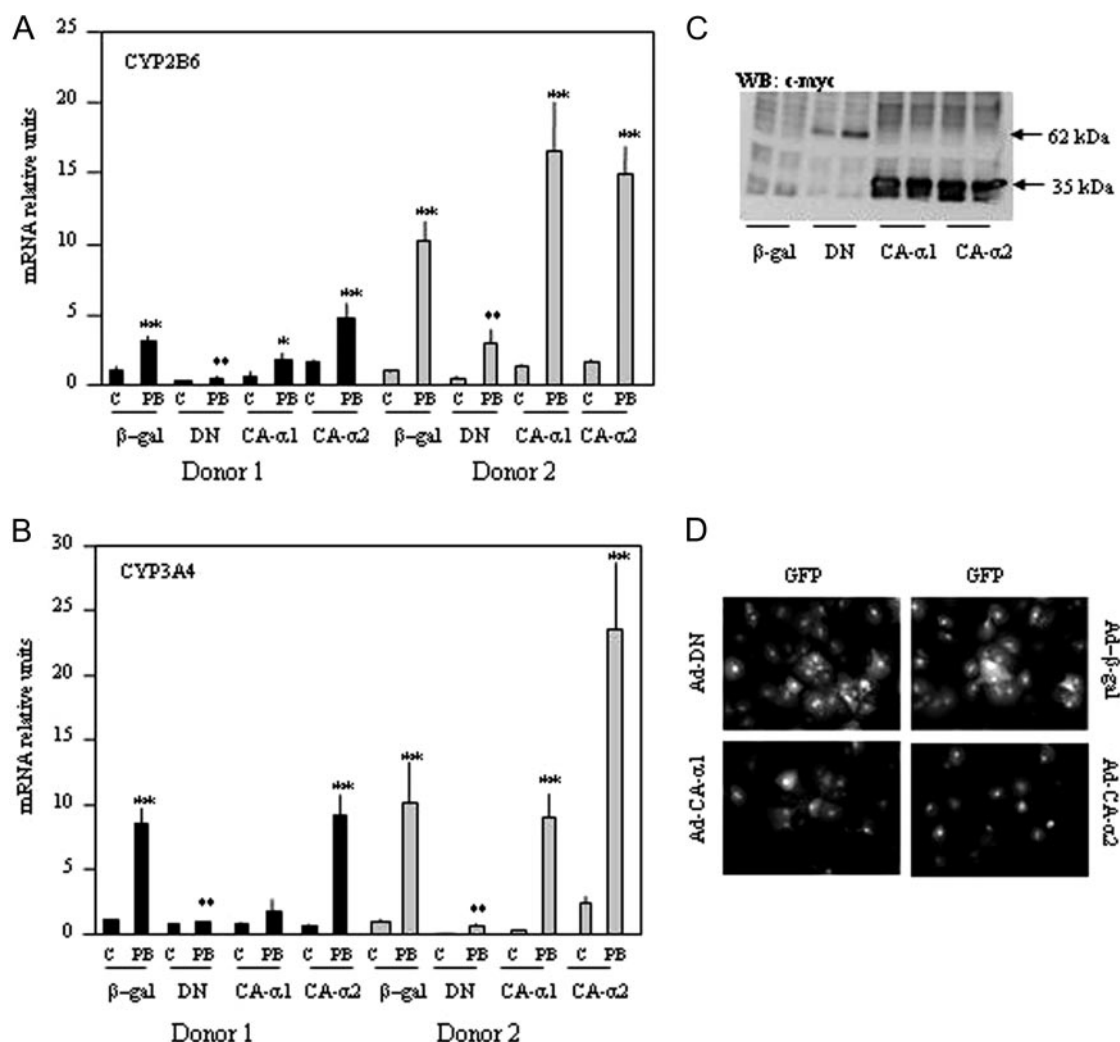 A
25
20
15
10
5
0
mRNA relative units
CYP2B6
** ♦♦ * ** ** ♦♦ ** **
C PB C PB C PB C PB C PB C PB C PB C PB
β-gal DN CA-α1 CA-α2 β-gal DN CA-α1 CA-α2
Donor 1 Donor 2
B
30
25
20
15
10
5
0
mRNA relative units
CYP3A4
** ♦♦ ** ** ♦♦ ** **
C PB C PB C PB C PB C PB C PB C PB C PB
β-gal DN CA-α1 CA-α2 β-gal DN CA-α1 CA-α2
Donor 1 Donor 2
C
WB: c-myc
62 kDa
35 kDa
β-gal DN CA-α1 CA-α2
D
GFP GFP
Ad-DN
Ad-β-gal
Ad-CA-α1
Ad-CA-α2